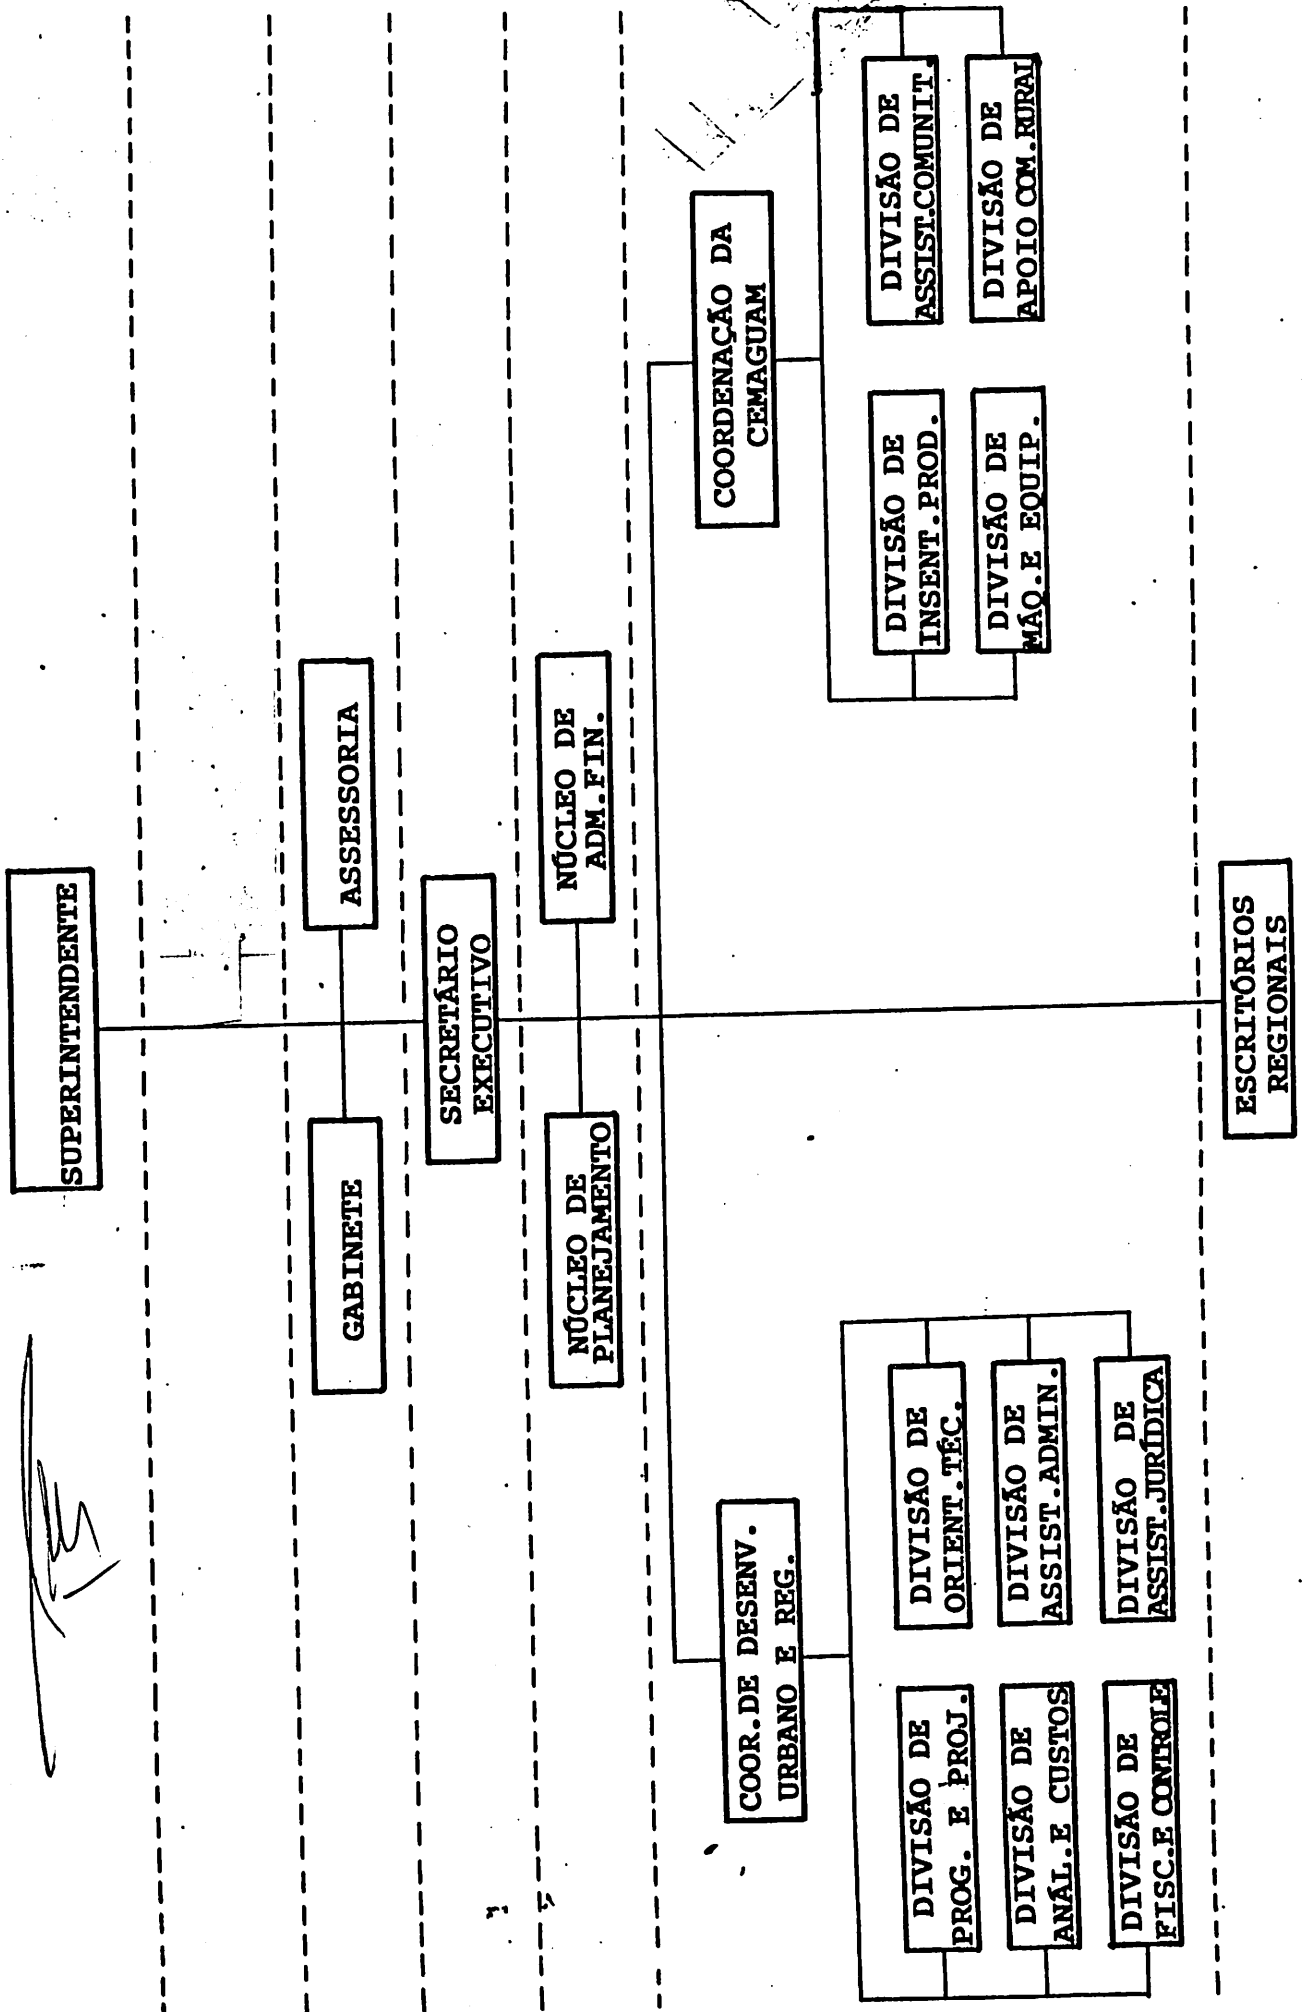 SUPERINTENDENTE
GABINETE
ASSESSORIA
SECRETÁRIO
EXECUTIVO
NÚCLEO DE
PLANEJAMENTO
NÚCLEO DE
ADM.FIN.
COOR.DE DESENV.
URBANO E REG.
COORDENAÇÃO DA
CEMAGUAM
DIVISÃO DE
PROG. E PROJ.
DIVISÃO DE
ORIENT.TÉC.
DIVISÃO DE
INSENT.PROD.
DIVISÃO DE
ASSIST.COMUNIT.
DIVISÃO DE
ANÁL.E CUSTOS
DIVISÃO DE
ASSIST.ADMIN.
DIVISÃO DE
MÁQ.E EQUIP.
DIVISÃO DE
APOIO COM.RURAL
DIVISÃO DE
FISC.E CONTROLE
DIVISÃO DE
ASSIST.JURÍDICA
ESCRITÓRIOS
REGIONAIS